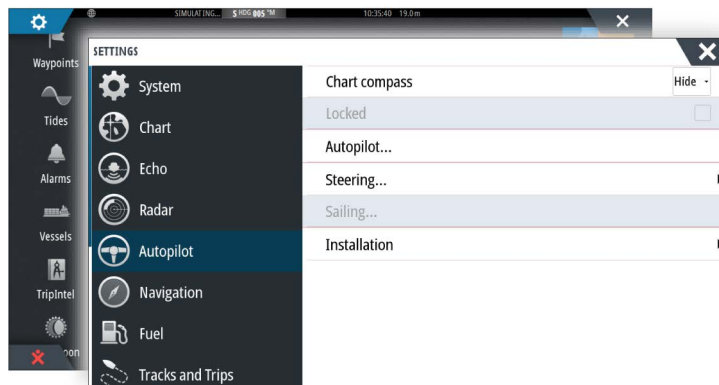 SIMULATING... S HDG 005 °M 10:35:40 19.0m
Waypoints
Tides
Alarms
Vessels
TripIntel
oon
SETTINGS
System
Chart
Echo
Radar
Autopilot
Navigation
Fuel
Tracks and Trips
Chart compass Hide
Locked
Autopilot...
Steering...
Sailing...
Installation